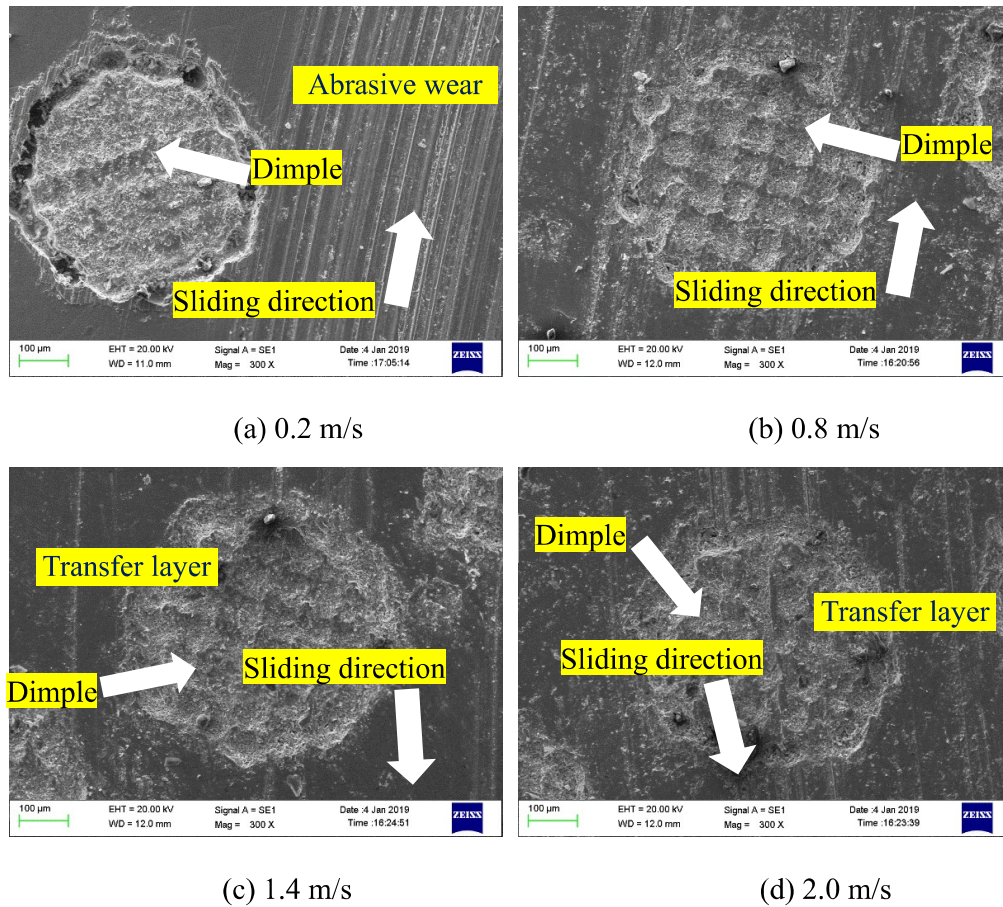 Abrasive wear
Dimple
Sliding direction
100 µm
EHT = 20.00 kV
Signal A = SE1
Date :4 Jan 2019
ZEISS
WD = 11.0 mm
Mag = 300 X
Time :17:05:14
(a) 0.2 m/s
Dimple
Sliding direction
100 µm
EHT = 20.00 kV
Signal A = SE1
Date :4 Jan 2019
ZEISS
WD = 12.0 mm
Mag = 300 X
Time :16:20:56
(b) 0.8 m/s
Transfer layer
Sliding direction
Dimple
100 µm
EHT = 20.00 kV
Signal A = SE1
Date :4 Jan 2019
ZEISS
WD = 12.0 mm
Mag = 300 X
Time :16:24:51
(c) 1.4 m/s
Dimple
Transfer layer
Sliding direction
100 µm
EHT = 20.00 kV
Signal A = SE1
Date :4 Jan 2019
ZEISS
WD = 12.0 mm
Mag = 300 X
Time :16:23:39
(d) 2.0 m/s